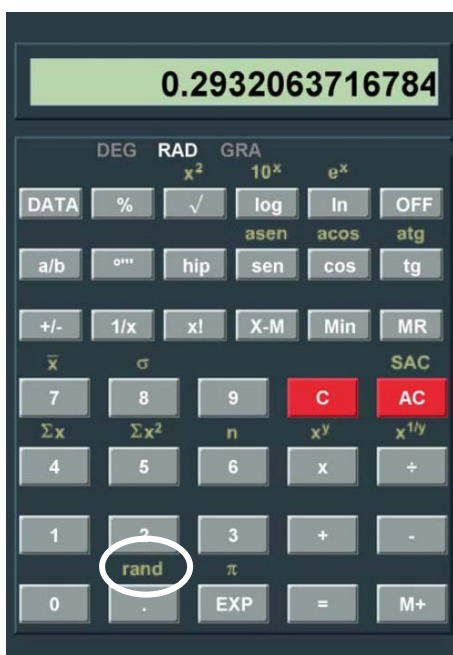 0.2932063716784
DEG RAD GRA
x² 10ˣ eˣ
DATA % √ log ln OFF
asen acos atg
a/b º''' hip sen cos tg
+/- 1/x x! X-M Min MR
x̅ σ SAC
7 8 9 C AC
Σx Σx² n xʸ x¹/ʸ
4 5 6 x ÷
1 2 3 + -
rand π
0 . EXP = M+